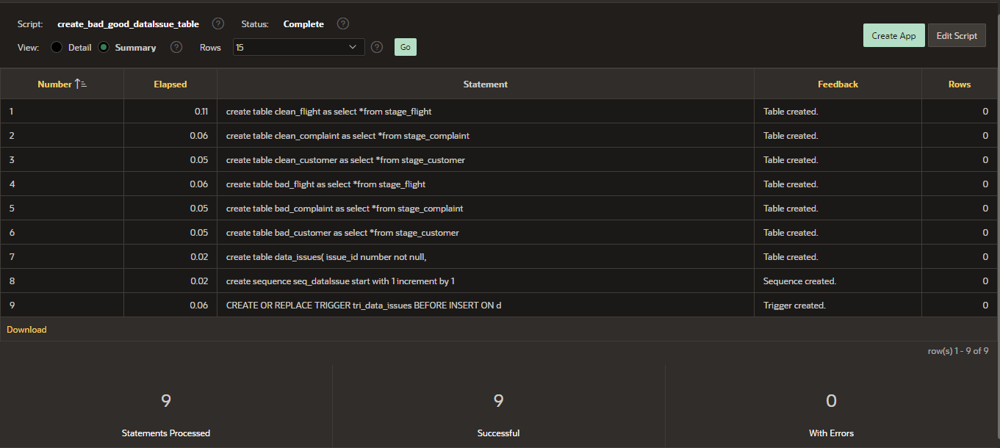 Script: create_bad_good_dataIssue_table ? Status: Complete ? Create App Edit Script
View: Detail Summary ? Rows 15 ? Go
Number Elapsed Statement Feedback Rows
1 0.11 create table clean_flight as select *from stage_flight Table created. 0
2 0.06 create table clean_complaint as select *from stage_complaint Table created. 0
3 0.05 create table clean_customer as select *from stage_customer Table created. 0
4 0.06 create table bad_flight as select *from stage_flight Table created. 0
5 0.05 create table bad_complaint as select *from stage_complaint Table created. 0
6 0.05 create table bad_customer as select *from stage_customer Table created. 0
7 0.02 create table data_issues( issue_id number not null, Table created. 0
8 0.02 create sequence seq_dataIssue start with 1 increment by 1 Sequence created. 0
9 0.06 CREATE OR REPLACE TRIGGER tri_data_issues BEFORE INSERT ON d Trigger created. 0
Download
row(s) 1 - 9 of 9
9 9 0
Statements Processed Successful With Errors